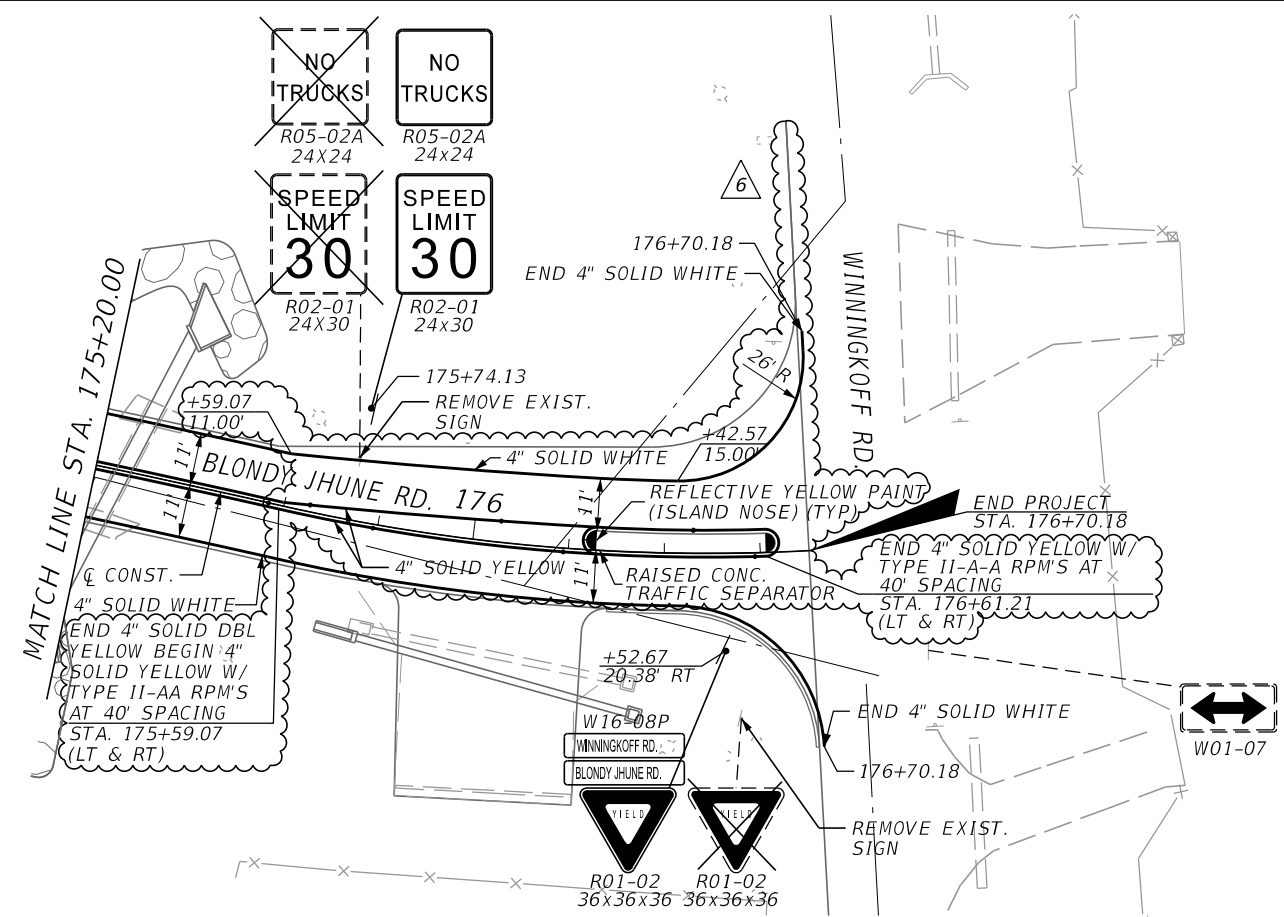 NO
TRUCKS
R05-02A
24X24
NO
TRUCKS
R05-02A
24x24
SPEED
LIMIT
30
R02-01
24X30
SPEED
LIMIT
30
R02-01
24x30
6
176+70.18
END 4" SOLID WHITE
WINNINGKOFF RD.
26' R
MATCH LINE STA. 175+20.00
175+74.13
REMOVE EXIST.
SIGN
+59.07
11.00'
+42.57
15.00'
4" SOLID WHITE
11'
11'
BLONDY JHUNE RD. 176
11'
11'
REFLECTIVE YELLOW PAINT
(ISLAND NOSE) (TYP)
END PROJECT
STA. 176+70.18
END 4" SOLID YELLOW W/
TYPE II-A-A RPM'S AT
40' SPACING
STA. 176+61.21
(LT & RT)
4" SOLID YELLOW
RAISED CONC.
TRAFFIC SEPARATOR
℄ CONST.
4" SOLID WHITE
END 4" SOLID DBL
YELLOW BEGIN 4"
SOLID YELLOW W/
TYPE II-AA RPM'S
AT 40' SPACING
STA. 175+59.07
(LT & RT)
+52.67
20.38' RT
W16-08P
WINNINGKOFF RD.
BLONDY JHUNE RD.
YIELD
R01-02
36x36x36
YIELD
R01-02
36x36x36
END 4" SOLID WHITE
176+70.18
REMOVE EXIST.
SIGN
W01-07